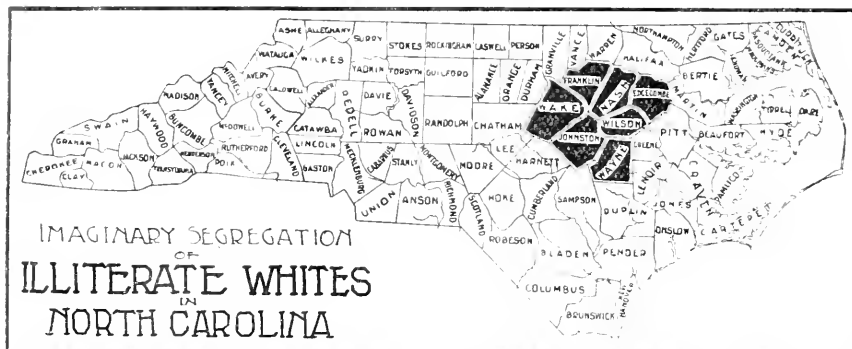 ASHE ALLEGHANY SURRY STOKES ROCKINGHAM CASWELL PERSON GRANVILLE VANCE WARREN NORTHAMPTON HERTFORD GATES
CAMDEN
WATAUGA WILKES YADKIN FORSYTH GUILFORD ALAMANCE ORANGE DURHAM FRANKLIN HALIFAX BERTIE
MITCHELL AVERY CALDWELL ALEXANDER DAVIE DAVIDSON NASH EDGECOMBE MARTIN WASHINGTON TYRREL DARE
MADISON YANCEY BURKE IREDELL ROWAN RANDOLPH CHATHAM WAKE WILSON PITT BEAUFORT HYDE
SWAIN HAYWOOD BUNCOMBE McDOWELL CATAWBA LINCOLN JOHNSTON GREENE
GRAHAM JACKSON HENDERSON RUTHERFORD POLK CLEVELAND GASTON MECKLENBURG CABARRUS STANLY MONTGOMERY MOORE LEE HARNETT WAYNE LENOIR CRAVEN PAMLICO
CHEROKEE CLAY MACON TRANSYLVANIA UNION ANSON RICHMOND SCOTLAND HOKE CUMBERLAND SAMPSON DUPLIN JONES CARTERET
ROBESON BLADEN PENDER ONSLOW
COLUMBUS
BRUNSWICK
NEW HANOVER
IMAGINARY SEGREGATION
OF
ILLITERATE WHITES
IN
NORTH CAROLINA